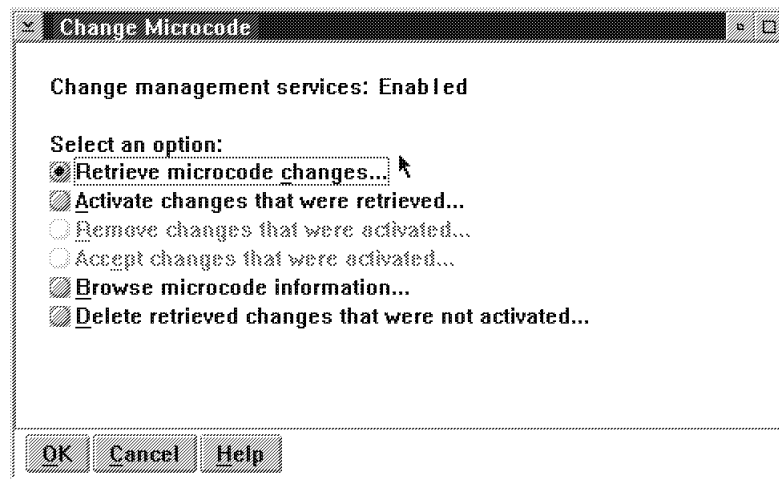 Change Microcode
Change management services: Enabled
Select an option:
Retrieve microcode changes...
Activate changes that were retrieved...
Remove changes that were activated...
Accept changes that were activated...
Browse microcode information...
Delete retrieved changes that were not activated...
OK Cancel Help